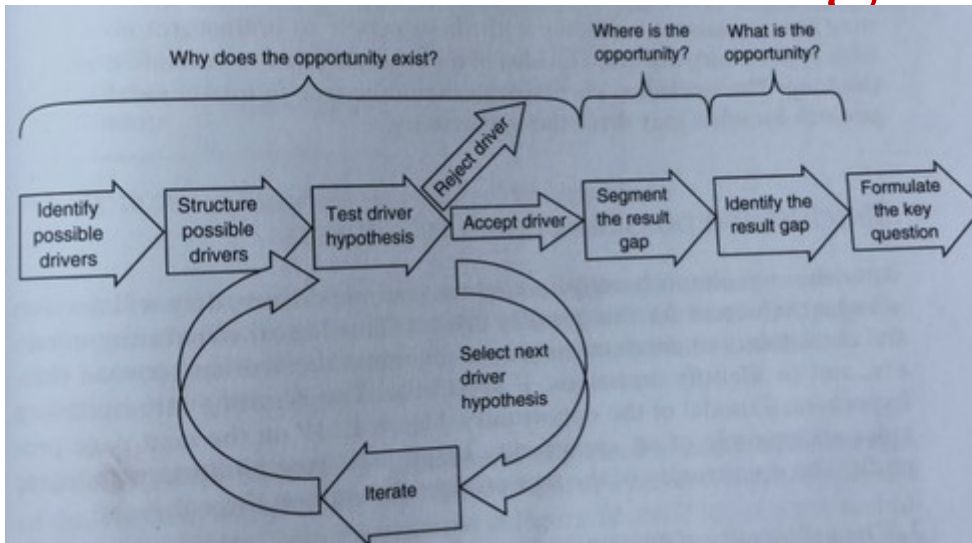 Why does the opportunity exist?
Where is the
opportunity?
What is the
opportunity?
Identify
possible
drivers
Structure
possible
drivers
Test driver
hypothesis
Reject driver
Accept driver
Segment
the result
gap
Identify the
result gap
Formulate
the key
question
Select next
driver
hypothesis
Iterate